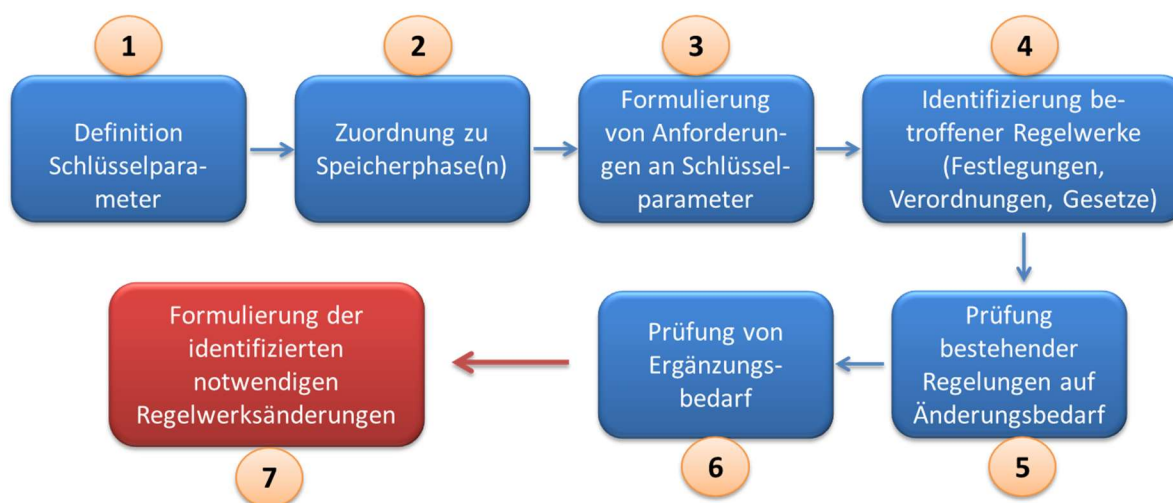 1
Definition
Schlüsselpara-
meter
2
Zuordnung zu
Speicherphase(n)
3
Formulierung
von Anforderun-
gen an Schlüssel-
parameter
4
Identifizierung be-
troffener Regelwerke
(Festlegungen,
Verordnungen, Gesetze)
Prüfung
bestehender
Regelungen auf
Änderungsbedarf
5
Prüfung von
Ergänzungs-
bedarf
6
Formulierung der
identifizierten
notwendigen
Regelwerksänderungen
7